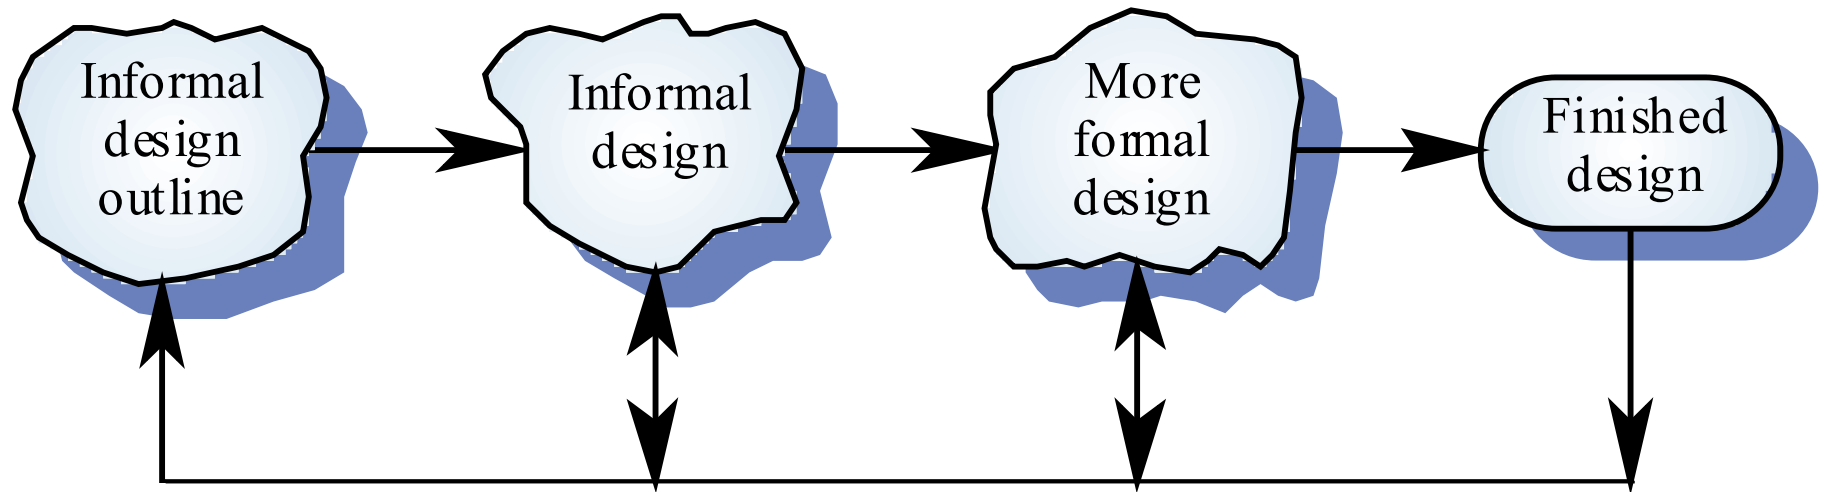 Informal
design
outline
Informal
design
More
formal
design
Finished
design